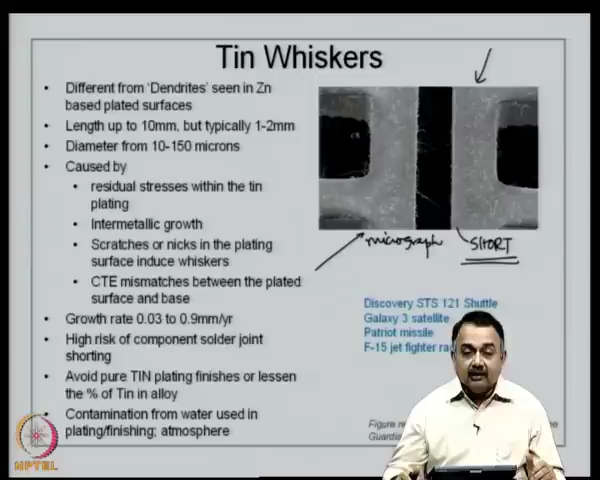 Tin Whiskers
• Different from 'Dendrites' seen in Zn
based plated surfaces
• Length up to 10mm, but typically 1-2mm
• Diameter from 10-150 microns
• Caused by
• residual stresses within the tin
plating
• Intermetallic growth
• Scratches or nicks in the plating
surface induce whiskers
• CTE mismatches between the plated
surface and base
• Growth rate 0.03 to 0.9mm/yr
• High risk of component solder joint
shorting
• Avoid pure TIN plating finishes or lessen
the % of Tin in alloy
• Contamination from water used in
plating/finishing; atmosphere
micrograph
SHORT
Discovery STS 121 Shuttle
Galaxy 3 satellite
Patriot missile
F-15 jet fighter
Figure
NPTEL